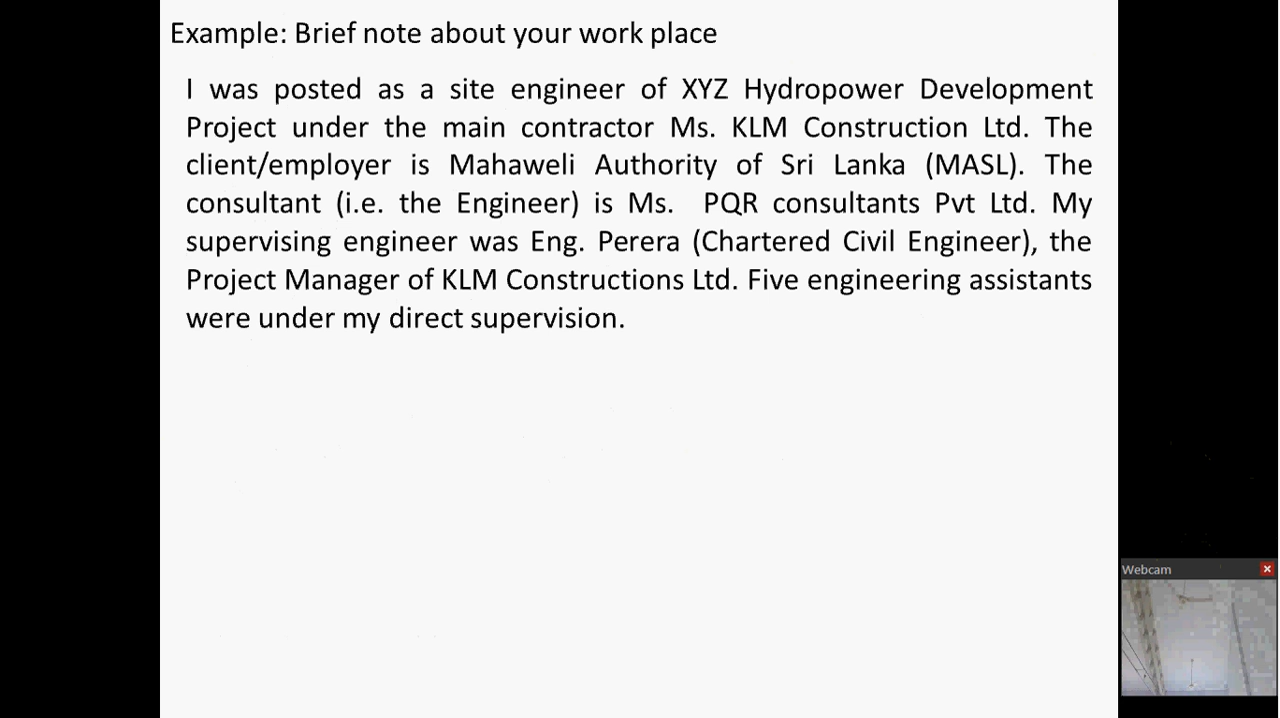 Example: Brief note about your work place
I was posted as a site engineer of XYZ Hydropower Development
Project under the main contractor Ms. KLM Construction Ltd. The
client/employer is Mahaweli Authority of Sri Lanka (MASL). The
consultant (i.e. the Engineer) is Ms. PQR consultants Pvt Ltd. My
supervising engineer was Eng. Perera (Chartered Civil Engineer), the
Project Manager of KLM Constructions Ltd. Five engineering assistants
were under my direct supervision.
Webcam